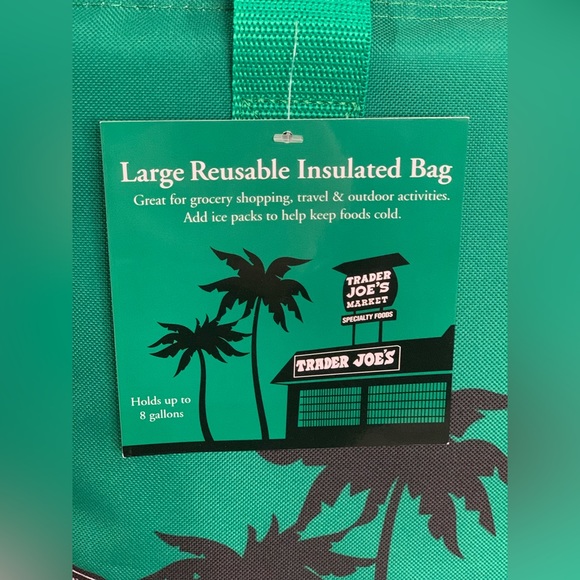 Large Reusable Insulated Bag
Great for grocery shopping, travel & outdoor activities.
Add ice packs to help keep foods cold.
TRADER
JOE'S
MARKET
SPECIALTY FOODS
TRADER JOE'S
Holds up to
8 gallons